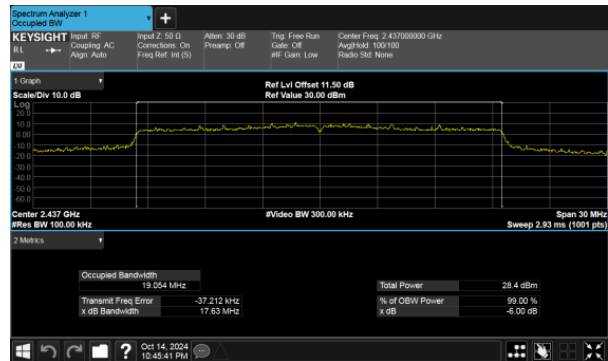 Spectrum Analyzer 1
Occupied BW
KEYSIGHT
RL
Input: RF
Coupling: AC
Align: Auto
Input Z: 50 Ω
Corrections: On
Freq Ref: Int (S)
Atten: 30 dB
Preamp: Off
Trig: Free Run
Gate: Off
#IF Gain: Low
Center Freq: 2.437000000 GHz
Avg|Hold: 100/100
Radio Std: None
LXI
1 Graph
Scale/Div 10.0 dB
Ref Lvl Offset 11.50 dB
Ref Value 30.00 dBm
Log
20.0
10.0
0.00
-10.0
-20.0
-30.0
-40.0
-50.0
-60.0
Center 2.437 GHz
#Res BW 100.00 kHz
#Video BW 300.00 kHz
Span 30 MHz
Sweep 2.93 ms (1001 pts)
2 Metrics
Occupied Bandwidth
19.054 MHz
Transmit Freq Error -37.212 kHz
x dB Bandwidth 17.63 MHz
Total Power 28.4 dBm
% of OBW Power 99.00 %
x dB -6.00 dB
?
Oct 14, 2024
10:45:41 PM